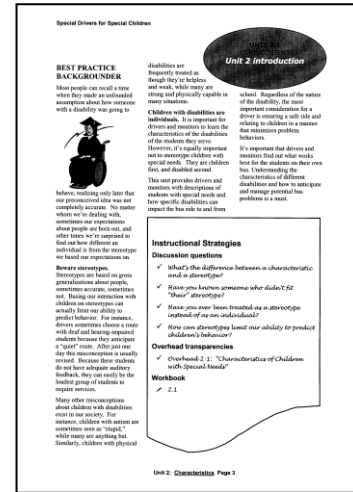 Special Drivers for Special Children
Unit 2 introduction
BEST PRACTICE
BACKGROUNDER
Most people can recall a time
when they made an unfounded
assumption about how someone
with a disability was going to
behave, realizing only later that
our preconceived idea was not
completely accurate. No matter
whom we're dealing with,
sometimes our expectations
about people are born out, and
other times we're surprised to
find out how different an
individual is from the stereotype
we based our expectations on.
Beware stereotypes.
Stereotypes are based on gross
generalizations about people,
sometimes accurate, sometimes
not. Basing our interaction with
children on stereotypes can
actually limit our ability to
predict behavior. For instance,
drivers sometimes choose a route
with deaf and hearing-impaired
students because they anticipate
a "quiet" route. After just one
day this misconception is usually
revised. Because these students
do not have adequate auditory
feedback, they can easily be the
loudest group of students to
require services.
Many other misconceptions
about children with disabilities
exist in our society. For
instance, children with autism are
sometimes seen as "stupid,"
while many are anything but.
Similarly, children with physical
disabilities are
frequently treated as
though they're helpless
and weak, while many are
strong and physically capable in
many situations.
Children with disabilities are
individuals. It is important for
drivers and monitors to learn the
characteristics of the disabilities
of the students they serve.
However, it's equally important
not to stereotype children with
special needs. They are children
first, and disabled second.
This unit provides drivers and
monitors with descriptions of
students with special needs and
how specific disabilities can
impact the bus ride to and from
school. Regardless of the nature
of the disability, the most
important consideration for a
driver is ensuring a safe ride and
relating to children in a manner
that minimizes problem
behaviors.
It's important that drivers and
monitors find out what works
best for the students on their own
bus. Understanding the
characteristics of different
disabilities and how to anticipate
and manage potential bus
problems is a must.
Instructional Strategies
Discussion questions
✓ What's the difference between a characteristic
and a stereotype?
✓ Have you known someone who didn't fit
"their" stereotype?
✓ Have you ever been treated as a stereotype
instead of as an individual?
✓ How can stereotypes limit our ability to predict
children's behavior?
Overhead transparencies
✓ Overhead 2-1: "Characteristics of Children
with Special Needs"
Workbook
2.1
Unit 2: Characteristics Page 3